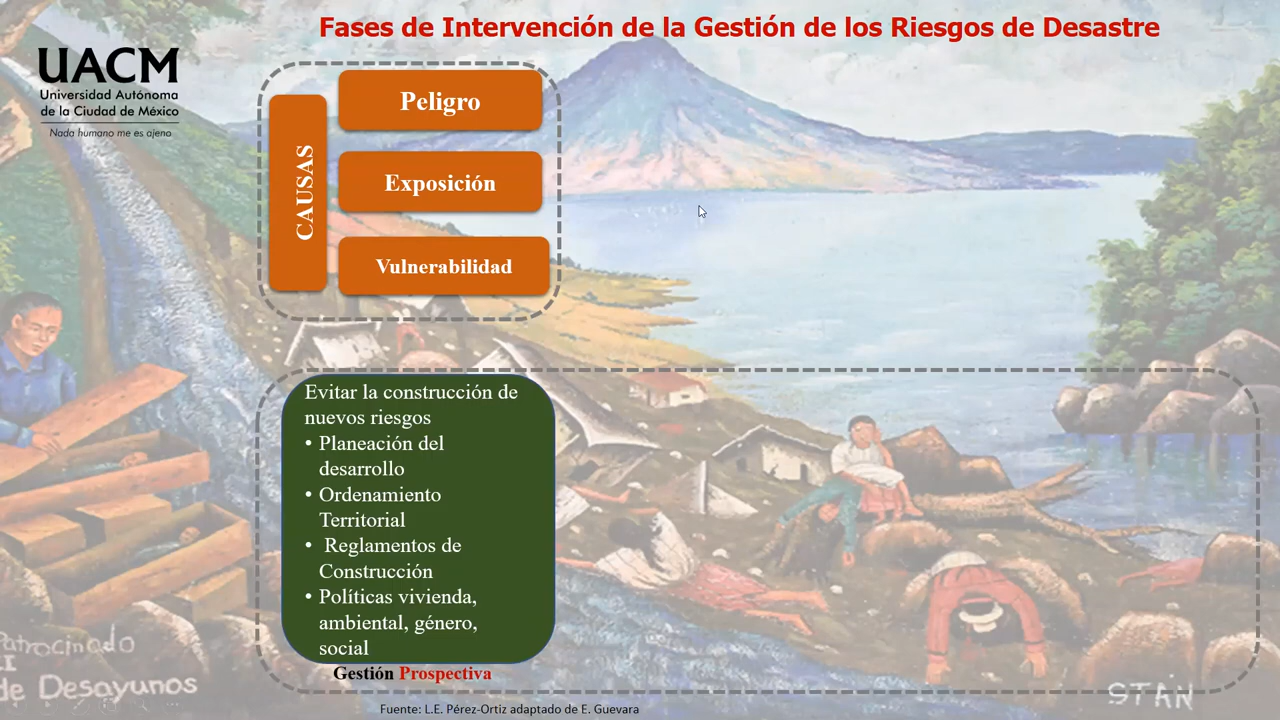 Fases de Intervención de la Gestión de los Riesgos de Desastre
UACM
Universidad Autónoma
de la Ciudad de México
Nada humano me es ajeno
CAUSAS
Peligro
Exposición
Vulnerabilidad
Evitar la construcción de
nuevos riesgos
• Planeación del
desarrollo
• Ordenamiento
Territorial
• Reglamentos de
Construcción
• Políticas vivienda,
ambiental, género,
social
Gestión Prospectiva
Patrocinado
de Desayunos
STAN
Fuente: L.E. Pérez-Ortiz adaptado de E. Guevara